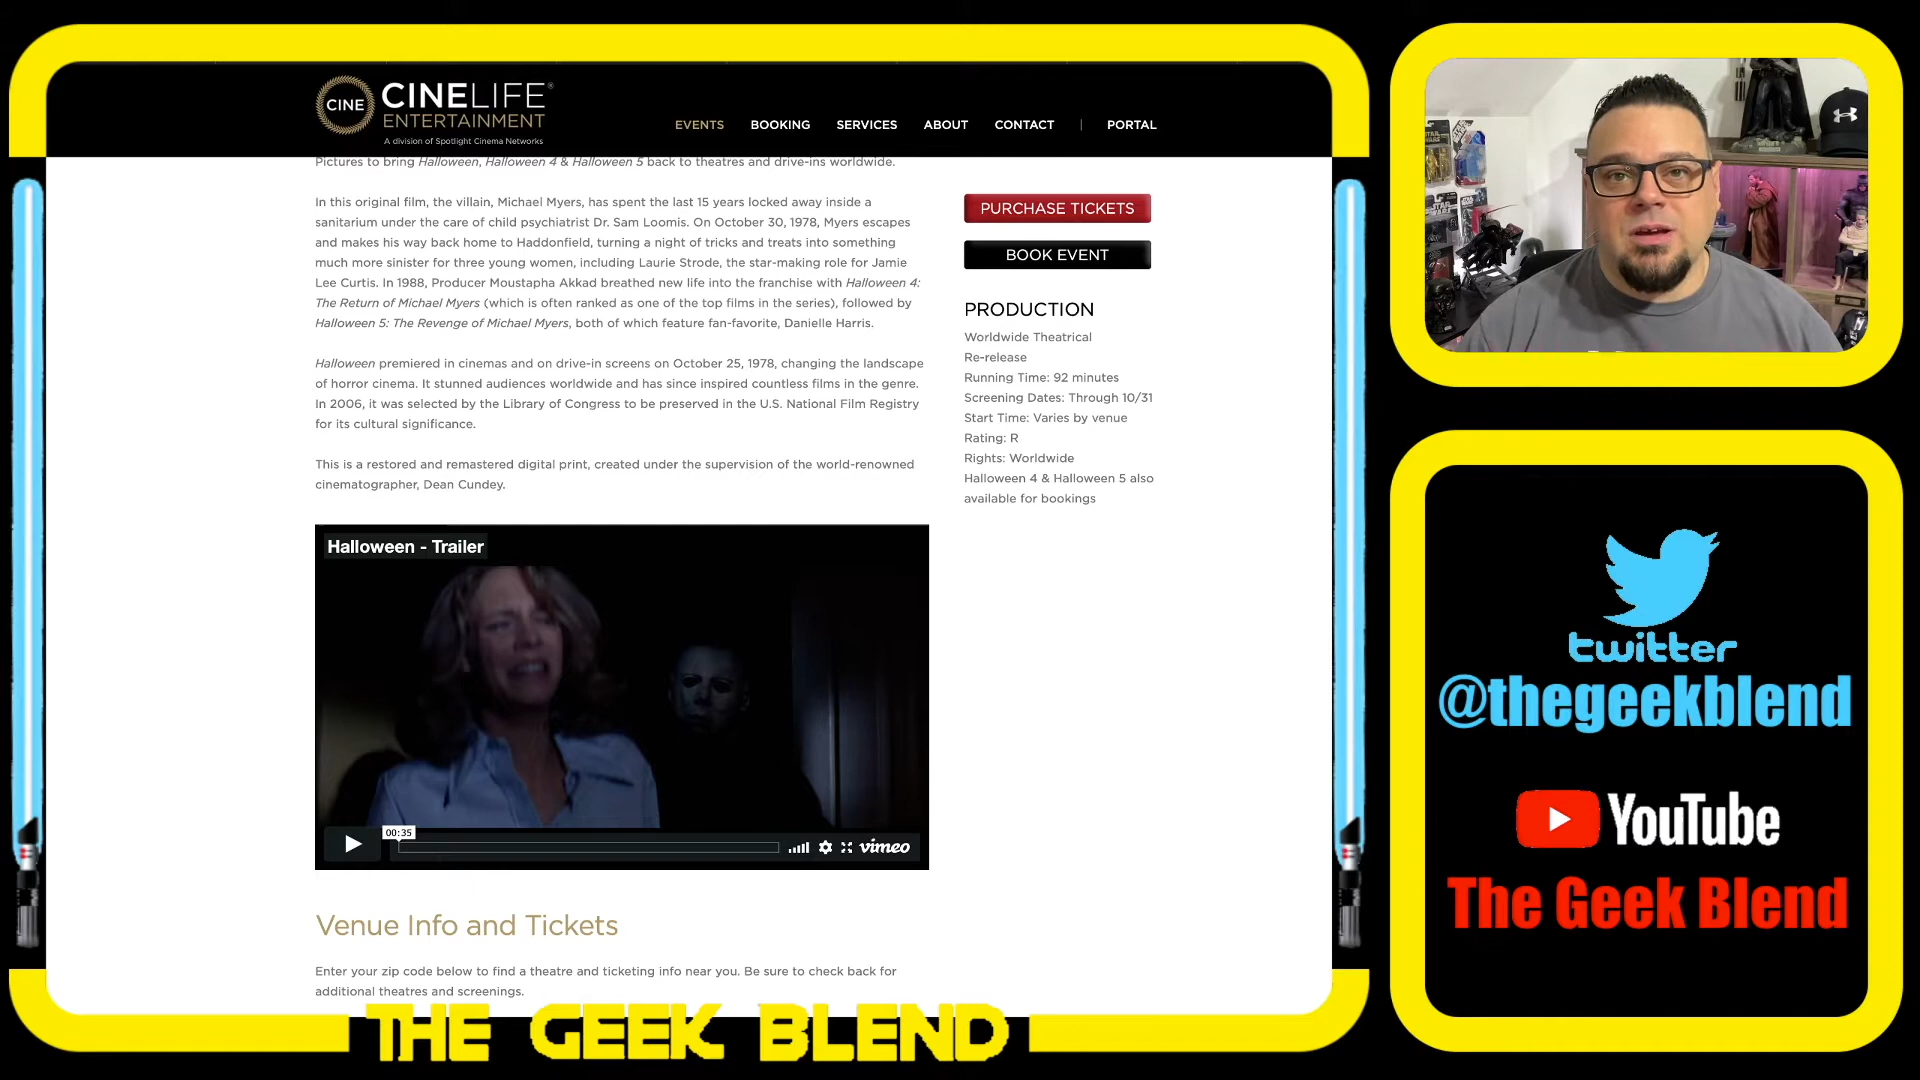 CINE
CINELIFE®
ENTERTAINMENT
A division of Spotlight Cinema Networks
EVENTS BOOKING SERVICES ABOUT CONTACT | PORTAL
Pictures to bring Halloween, Halloween 4 & Halloween 5 back to theatres and drive-ins worldwide.
In this original film, the villain, Michael Myers, has spent the last 15 years locked away inside a
sanitarium under the care of child psychiatrist Dr. Sam Loomis. On October 30, 1978, Myers escapes
and makes his way back home to Haddonfield, turning a night of tricks and treats into something
much more sinister for three young women, including Laurie Strode, the star-making role for Jamie
Lee Curtis. In 1988, Producer Moustapha Akkad breathed new life into the franchise with Halloween 4:
The Return of Michael Myers (which is often ranked as one of the top films in the series), followed by
Halloween 5: The Revenge of Michael Myers, both of which feature fan-favorite, Danielle Harris.
Halloween premiered in cinemas and on drive-in screens on October 25, 1978, changing the landscape
of horror cinema. It stunned audiences worldwide and has since inspired countless films in the genre.
In 2006, it was selected by the Library of Congress to be preserved in the U.S. National Film Registry
for its cultural significance.
This is a restored and remastered digital print, created under the supervision of the world-renowned
cinematographer, Dean Cundey.
Halloween - Trailer
00:35
vimeo
Venue Info and Tickets
Enter your zip code below to find a theatre and ticketing info near you. Be sure to check back for
additional theatres and screenings.
PURCHASE TICKETS
BOOK EVENT
PRODUCTION
Worldwide Theatrical
Re-release
Running Time: 92 minutes
Screening Dates: Through 10/31
Start Time: Varies by venue
Rating: R
Rights: Worldwide
Halloween 4 & Halloween 5 also
available for bookings
THE GEEK BLEND
twitter
@thegeekblend
YouTube
The Geek Blend